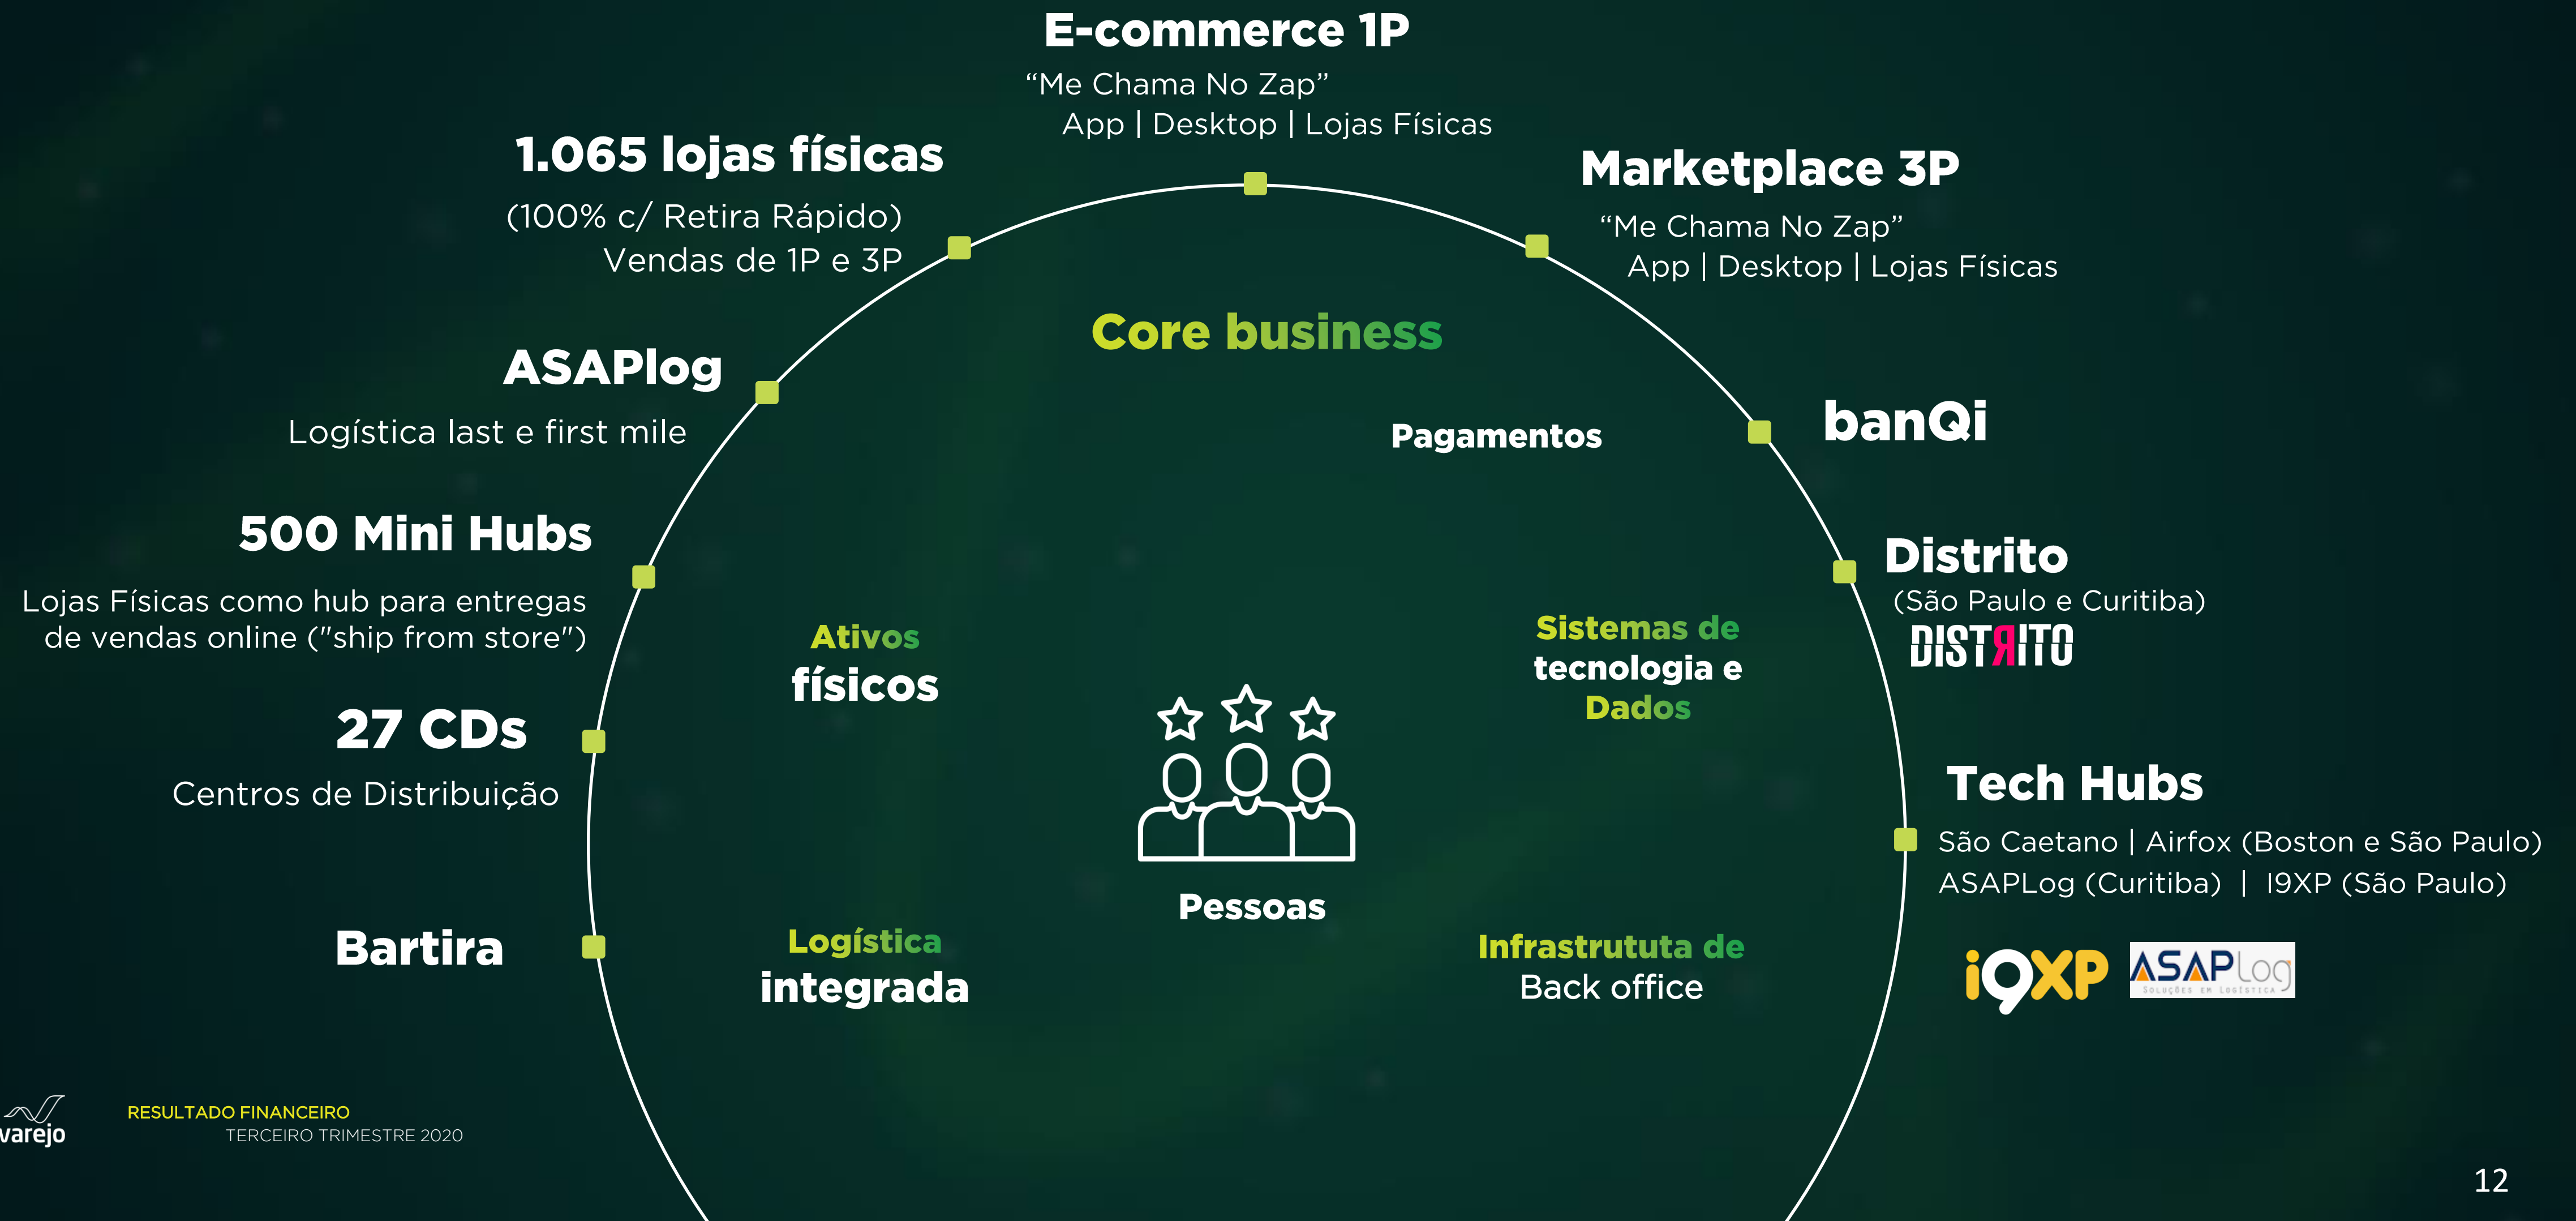 E-commerce 1P
“Me Chama No Zap”
App | Desktop | Lojas Físicas
1.065 lojas físicas
(100% c/ Retira Rápido)
Vendas de 1P e 3P
Marketplace 3P
“Me Chama No Zap”
App | Desktop | Lojas Físicas
Core business
ASAPlog
Logística last e first mile
Pagamentos
banQi
500 Mini Hubs
Lojas Físicas como hub para entregas
de vendas online ("ship from store")
Distrito
(São Paulo e Curitiba)
DISTRITO
Ativos
físicos
Sistemas de
tecnologia e
Dados
27 CDs
Centros de Distribuição
Tech Hubs
São Caetano | Airfox (Boston e São Paulo)
ASAPLog (Curitiba) | I9XP (São Paulo)
Pessoas
Bartira
Logística
integrada
Infrastrututa de
Back office
i9XP
ASAPLog
SOLUÇÕES EM LOGÍSTICA
varejo
RESULTADO FINANCEIRO
TERCEIRO TRIMESTRE 2020
12